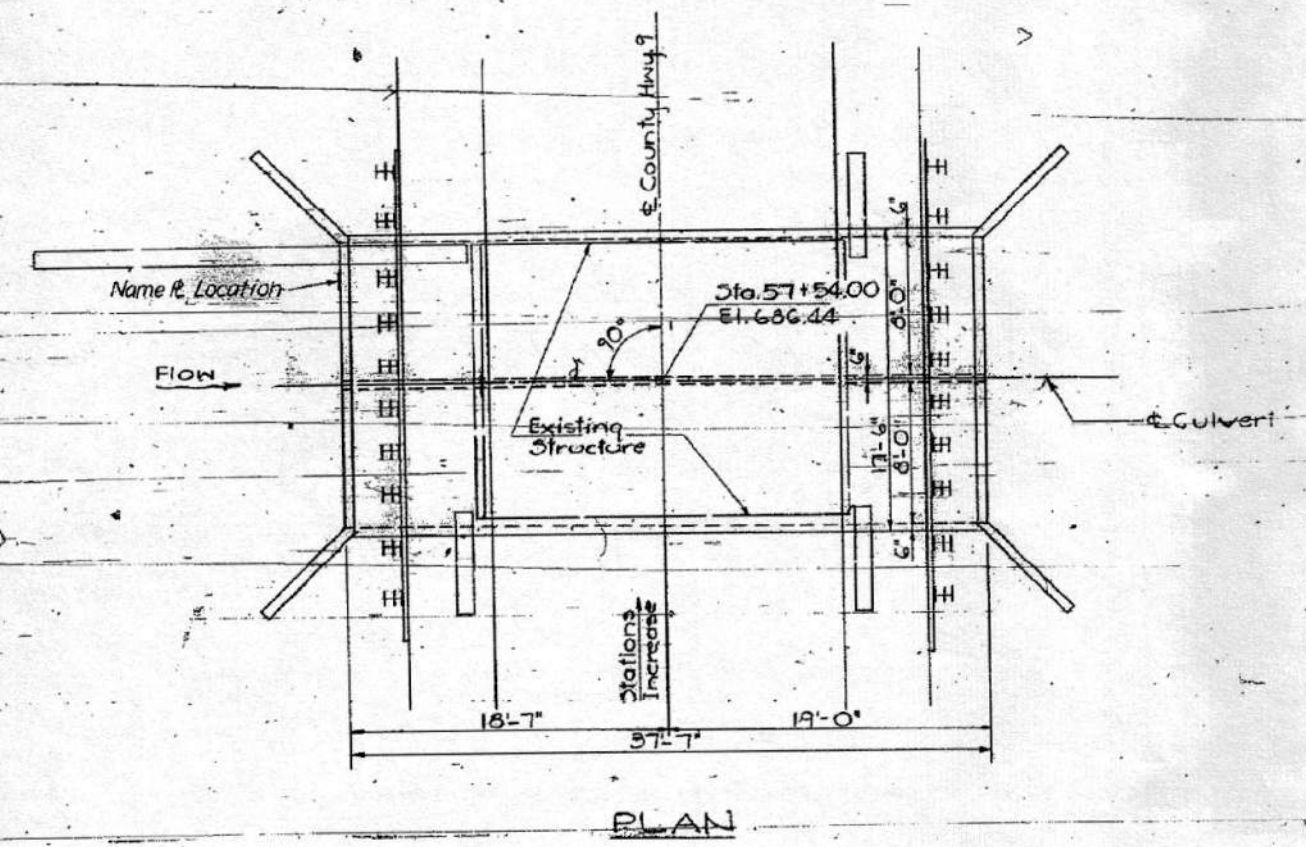 ℄ County Hwy. 9
6"
Name ℙ Location
Sta. 57+54.00
El. 686.44
8'-0"
90°
6"
Flow
℄ Culvert
Existing
Structure
17'-6"
8'-0"
6"
Stations
Increase
18'-7"
19'-0"
37'-7"
PLAN